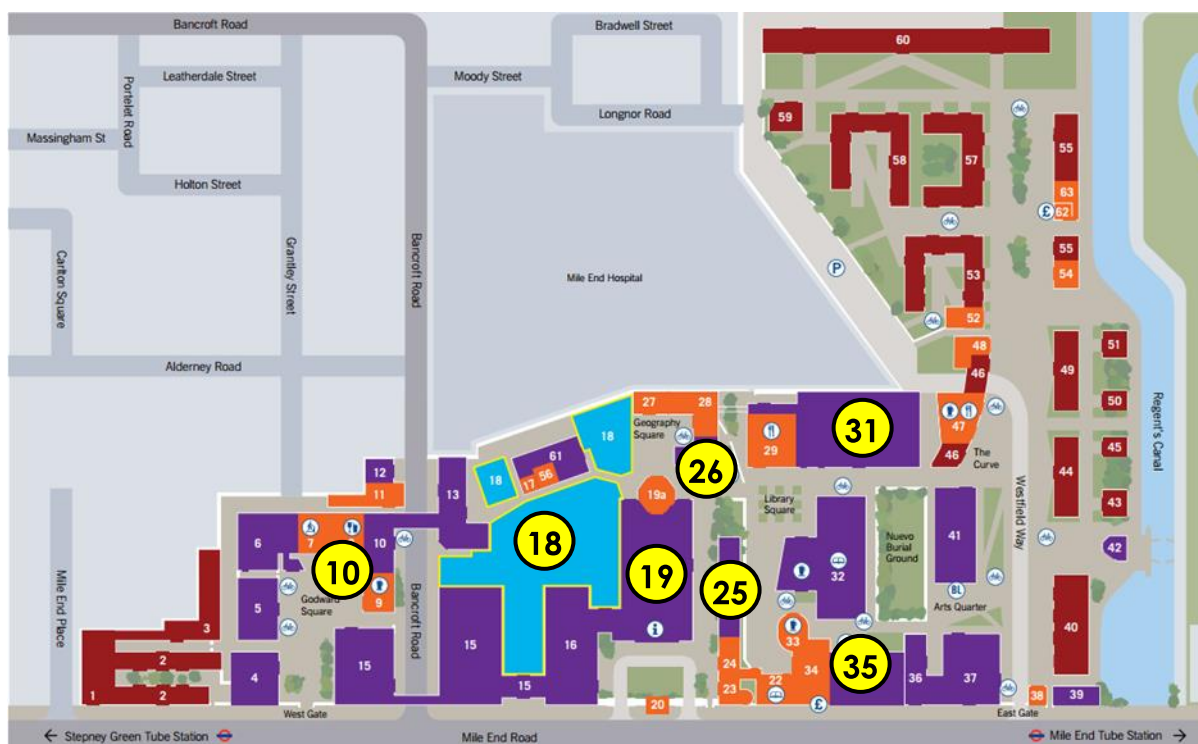 Bancroft Road
Bradwell Street
Leatherdale Street
Moody Street
Longnor Road
Portelet Road
Massingham St
Holton Street
Carlton Square
Grantley Street
Bancroft Road
Mile End Hospital
Alderney Road
60
59
58
57
55
63
£
62
55
54
53
52
P
48
46
51
49
50
47
46
The
Curve
45
44
43
Regent's Canal
Westfield Way
27
28
Geography
Square
29
31
18
61
56
17
18
26
12
11
13
19a
Library
Square
6
7
10
10
9
18
19
25
32
Nuevo
Burial
Ground
41
42
BL
Arts Quarter
5
Godward
Square
Bancroft Road
Mile End Place
3
2
2
1
4
15
15
15
16
i
33
24
34
22
23
£
35
36
37
40
20
38
39
West Gate
East Gate
← Stepney Green Tube Station
Mile End Road
Mile End Tube Station →